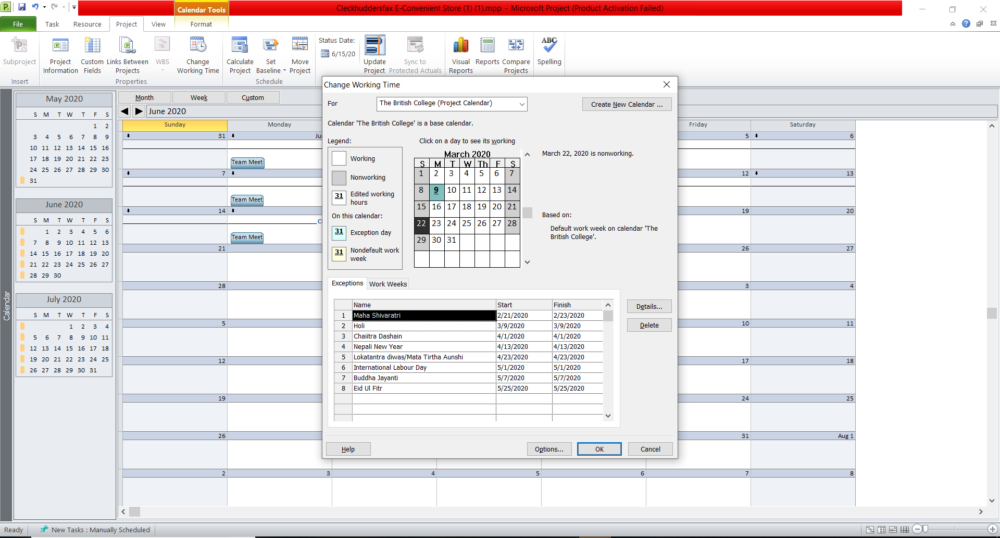 Calendar Tools
Cleckhuddersfax E-Convenient Store (1) (1).mpp - Microsoft Project (Product Activation Failed)
File Task Resource Project View Format
Subproject
Project Information
Custom Fields
Links Between Projects
WBS
Change Working Time
Calculate Project
Set Baseline
Move Project
Status Date:
6/15/20
Update Project
Sync to Protected Actuals
Visual Reports
Reports
Compare Projects
ABC
Spelling
Insert Properties Schedule
Calendar
May 2020
S M T W T F S
1 2
3 4 5 6 7 8 9
10 11 12 13 14 15 16
17 18 19 20 21 22 23
24 25 26 27 28 29 30
31
June 2020
S M T W T F S
1 2 3 4 5 6
7 8 9 10 11 12 13
14 15 16 17 18 19 20
21 22 23 24 25 26 27
28 29 30
July 2020
S M T W T F S
1 2 3 4
5 6 7 8 9 10 11
12 13 14 15 16 17 18
19 20 21 22 23 24 25
26 27 28 29 30 31
Month Week Custom
June 2020
Sunday Monday Friday Saturday
31 Ju 5 6
Team Meet
7 12 13
Team Meet
14 19 20
C
Team Meet
21 26 27
28 3 4
5 10 11
12 17 18
19 24 25
26 31 Aug 1
2 3 4 5 6 7 8
Change Working Time
For The British College (Project Calendar) Create New Calendar ...
Calendar 'The British College' is a base calendar.
Legend:
Working
Nonworking
31 Edited working hours
On this calendar:
31 Exception day
31 Nondefault work week
Click on a day to see its working
March 2020
S M T W Th F S
1 2 3 4 5 6 7
8 9 10 11 12 13 14
15 16 17 18 19 20 21
22 23 24 25 26 27 28
29 30 31
March 22, 2020 is nonworking.
Based on:
Default work week on calendar 'The British College'.
Exceptions Work Weeks
Name Start Finish
1 Maha Shivaratri 2/21/2020 2/23/2020
2 Holi 3/9/2020 3/9/2020
3 Chaiitra Dashain 4/1/2020 4/1/2020
4 Nepali New Year 4/13/2020 4/13/2020
5 Lokatantra diwas/Mata Tirtha Aunshi 4/23/2020 4/23/2020
6 International Labour Day 5/1/2020 5/1/2020
7 Buddha Jayanti 5/7/2020 5/7/2020
8 Eid Ul Fitr 5/25/2020 5/25/2020
Details...
Delete
Help Options... OK Cancel
Ready New Tasks : Manually Scheduled